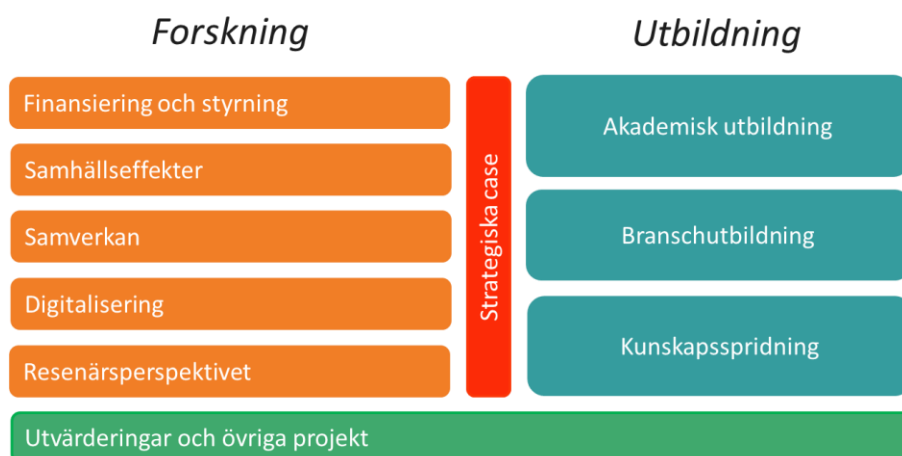 Forskning
Utbildning
Finansiering och styrning
Samhällseffekter
Samverkan
Digitalisering
Resenärsperspektivet
Strategiska case
Akademisk utbildning
Branschutbildning
Kunskapsspridning
Utvärderingar och övriga projekt